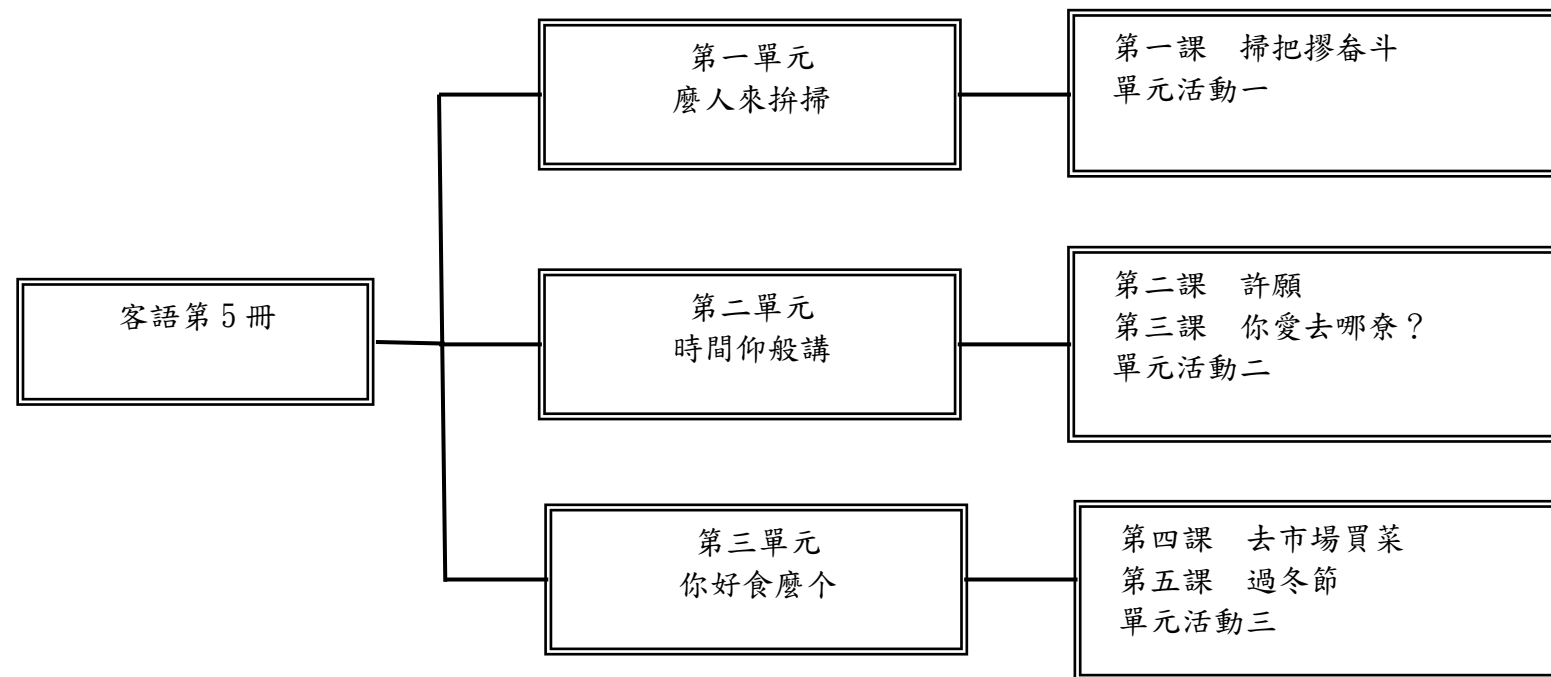 客語第5冊
第一單元
麼人來拚掃
第一課　掃把摎畚斗
單元活動一
第二單元
時間仰般講
第二課　許願
第三課　你愛去哪尞？
單元活動二
第三單元
你好食麼个
第四課　去市場買菜
第五課　過冬節
單元活動三